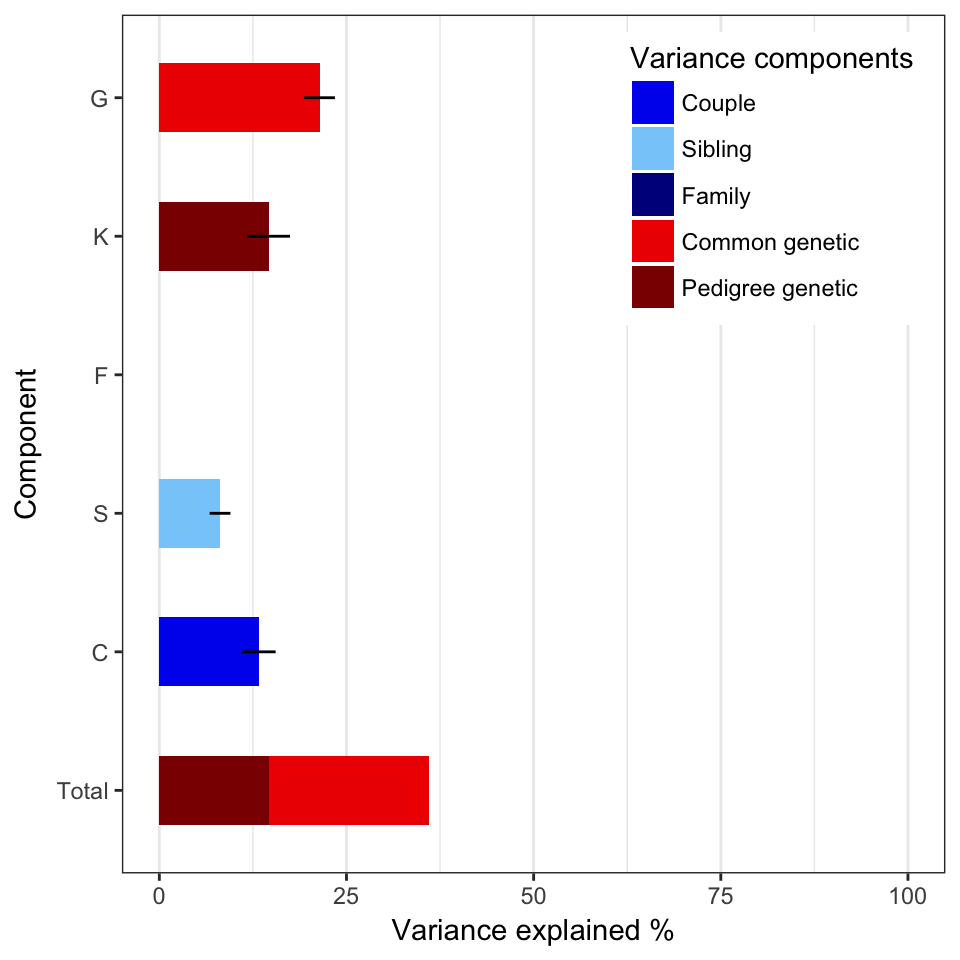 Variance components
Couple
Sibling
Family
Common genetic
Pedigree genetic
Component
G
K
F
S
C
Total
0 25 50 75 100
Variance explained %